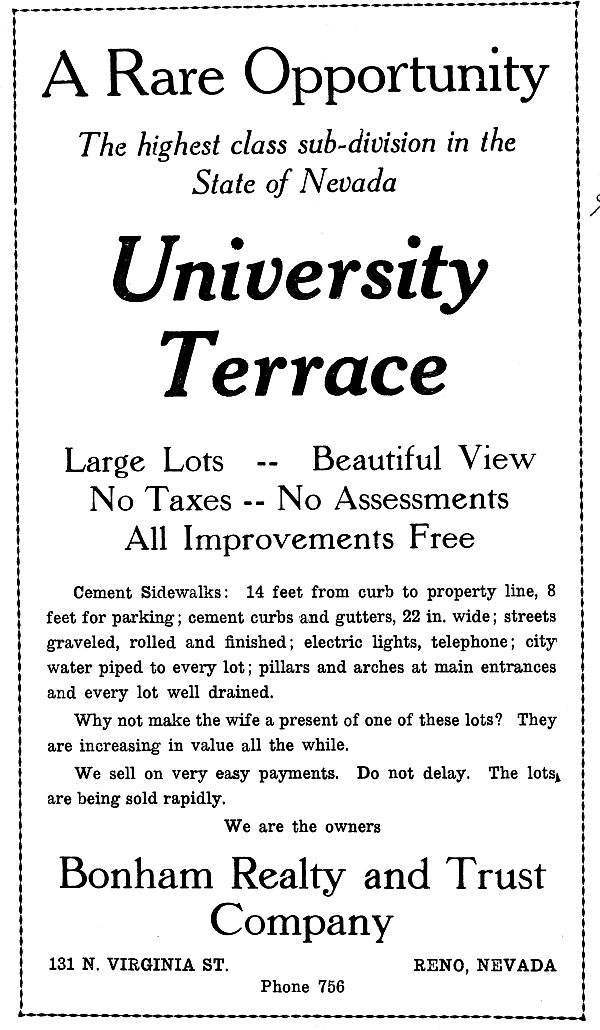 A Rare Opportunity
The highest class sub-division in the
State of Nevada
University
Terrace
Large Lots -- Beautiful View
No Taxes -- No Assessments
All Improvements Free
Cement Sidewalks: 14 feet from curb to property line, 8
feet for parking; cement curbs and gutters, 22 in. wide; streets
graveled, rolled and finished; electric lights, telephone; city
water piped to every lot; pillars and arches at main entrances
and every lot well drained.
Why not make the wife a present of one of these lots? They
are increasing in value all the while.
We sell on very easy payments. Do not delay. The lots
are being sold rapidly.
We are the owners
Bonham Realty and Trust
Company
131 N. VIRGINIA ST. RENO, NEVADA
Phone 756